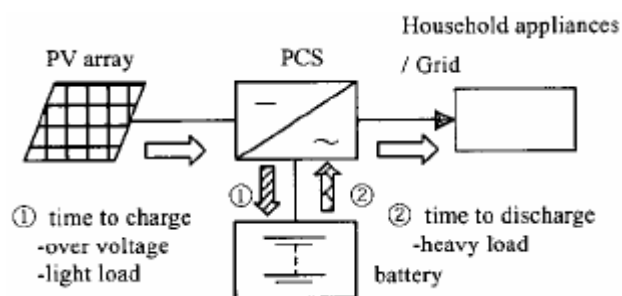 Household appliances
/ Grid
PV array
PCS
①
②
① time to charge
-over voltage
-light load
② time to discharge
-heavy load
battery